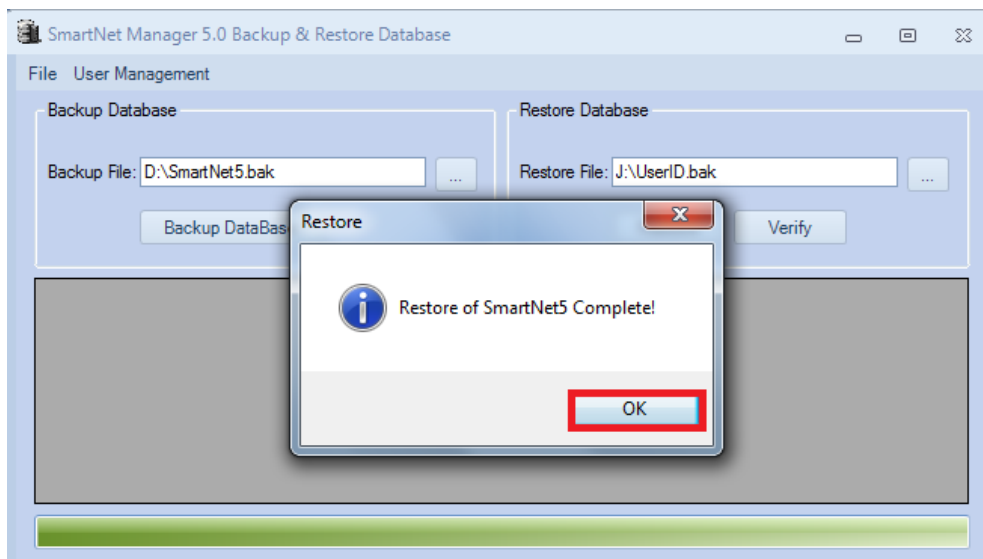 SmartNet Manager 5.0 Backup & Restore Database
File User Management
Backup Database
Restore Database
Backup File: D:\SmartNet5.bak ...
Restore File: J:\UserID.bak ...
Backup DataBas
Verify
Restore
Restore of SmartNet5 Complete!
OK